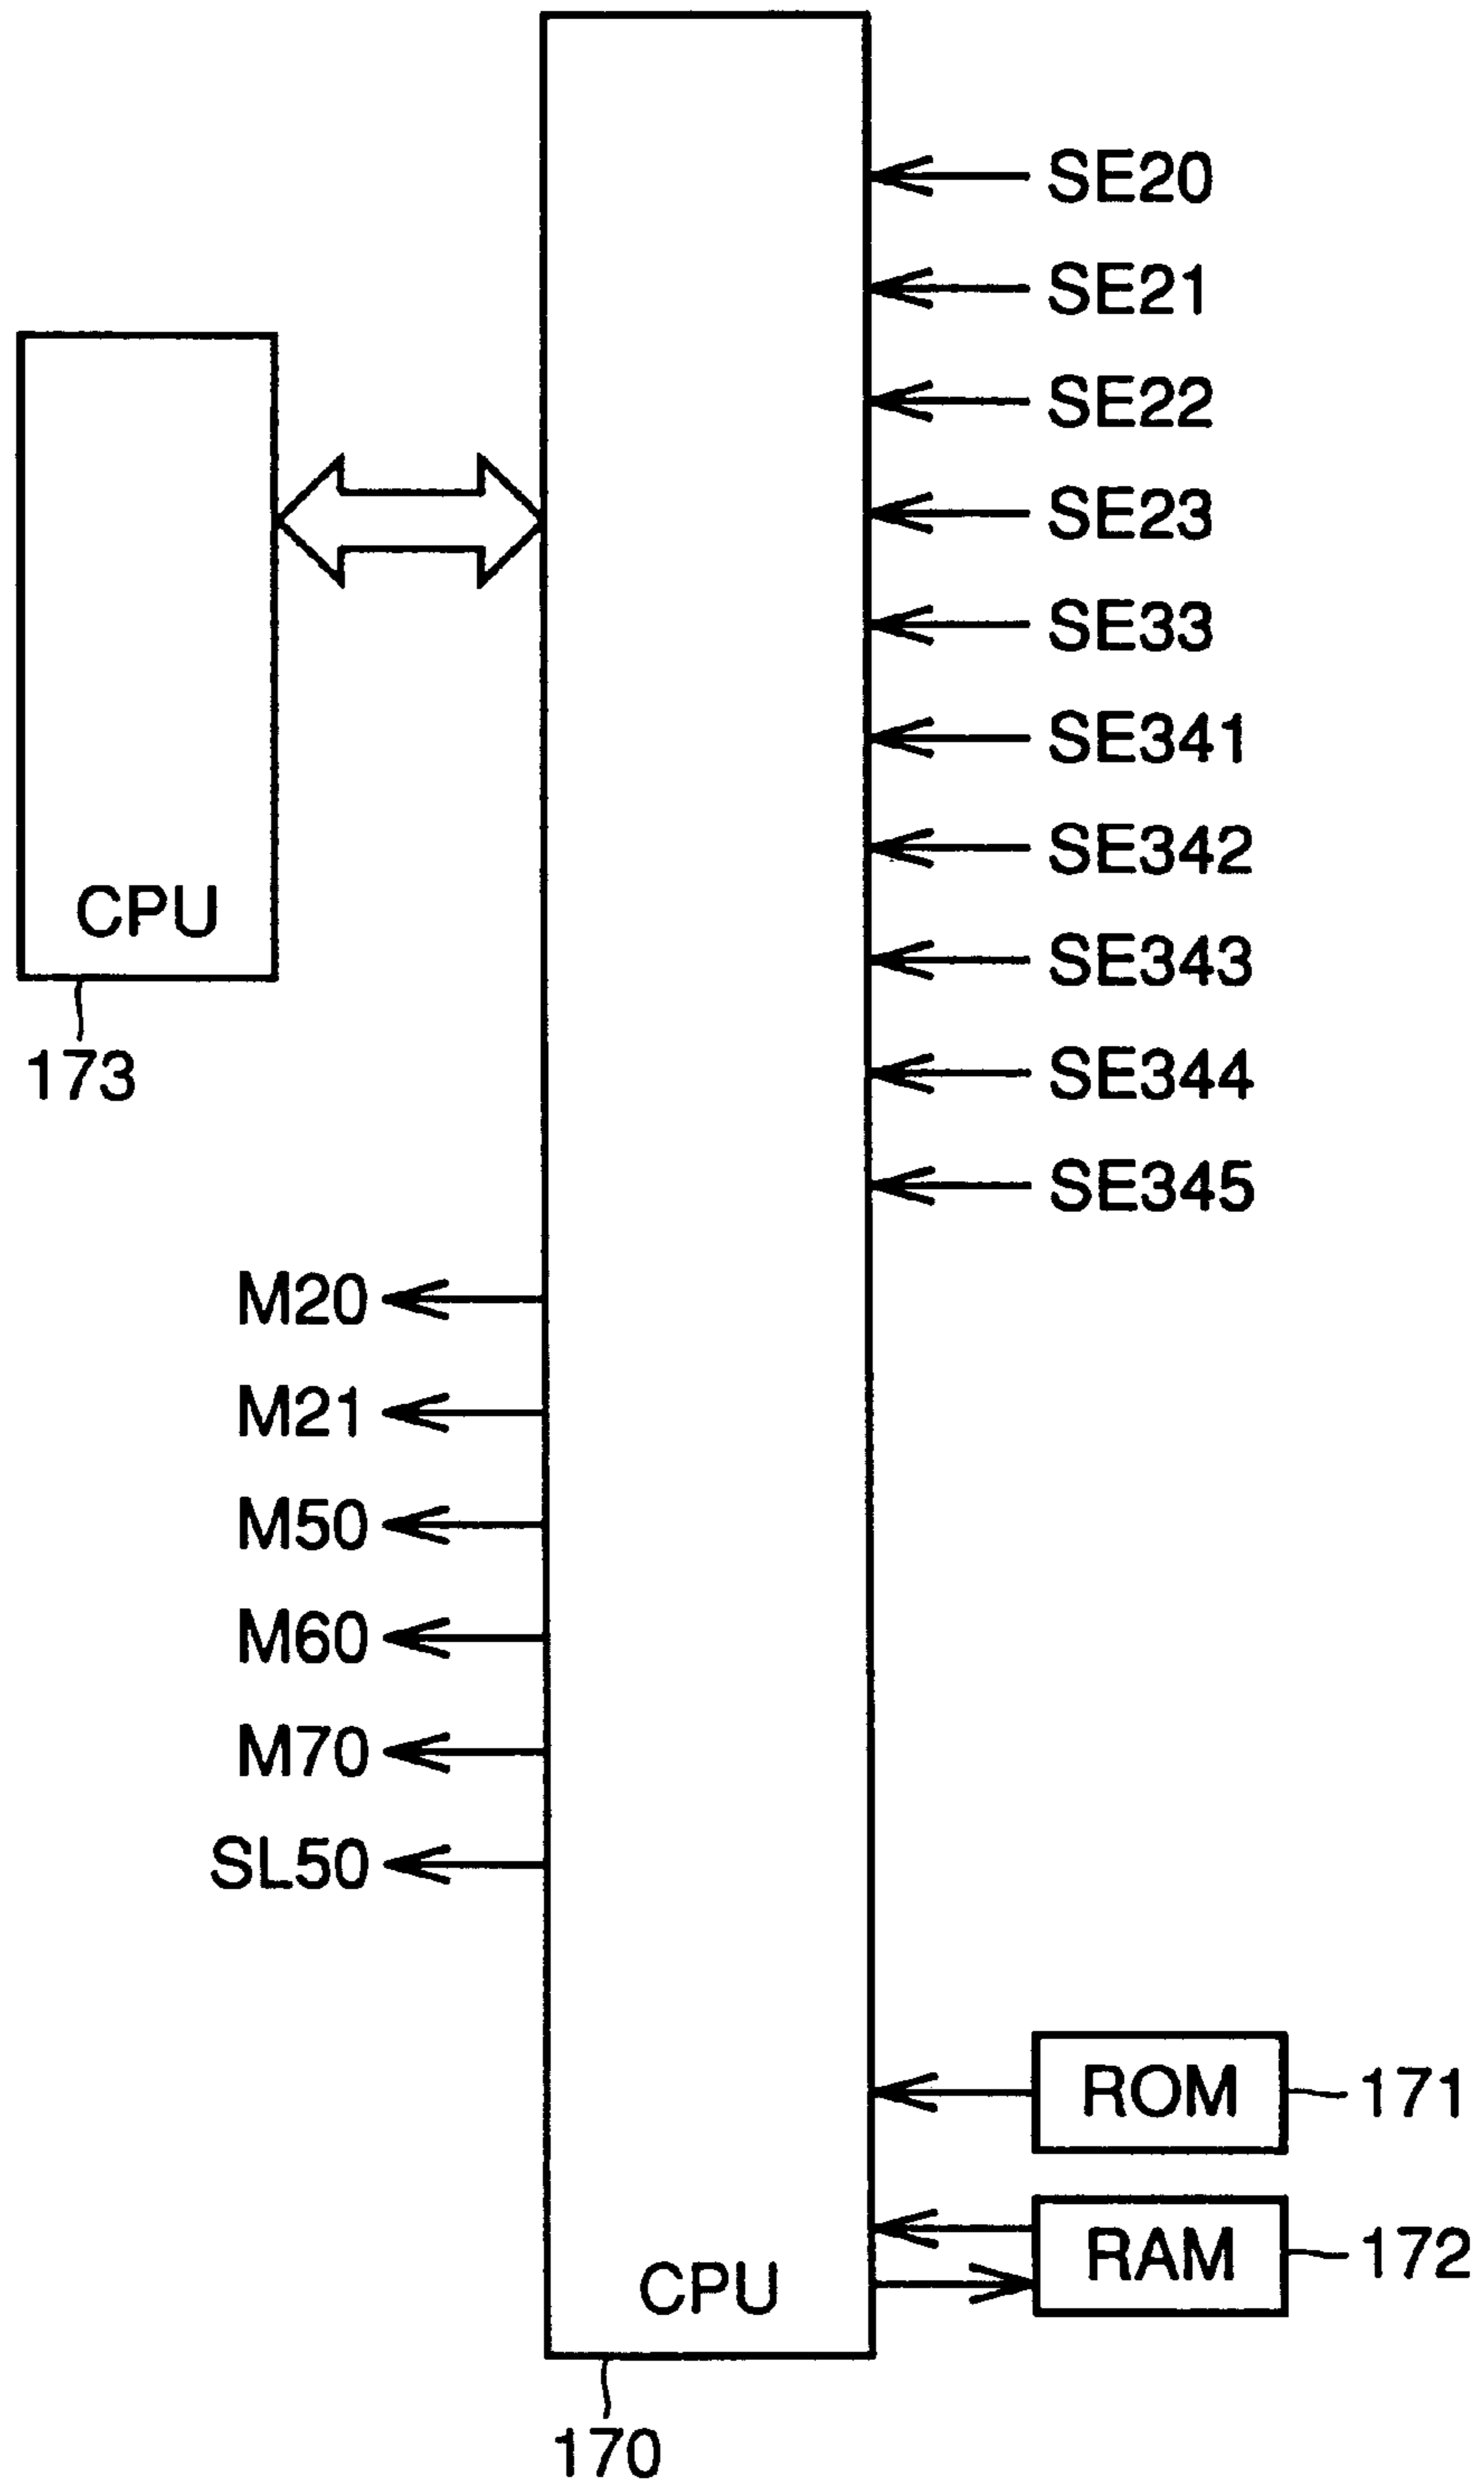 SE20
SE21
SE22
SE23
SE33
SE341
SE342
CPU
SE343
173
SE344
SE345
M20
M21
M50
M60
M70
SL50
ROM
171
RAM
172
CPU
170